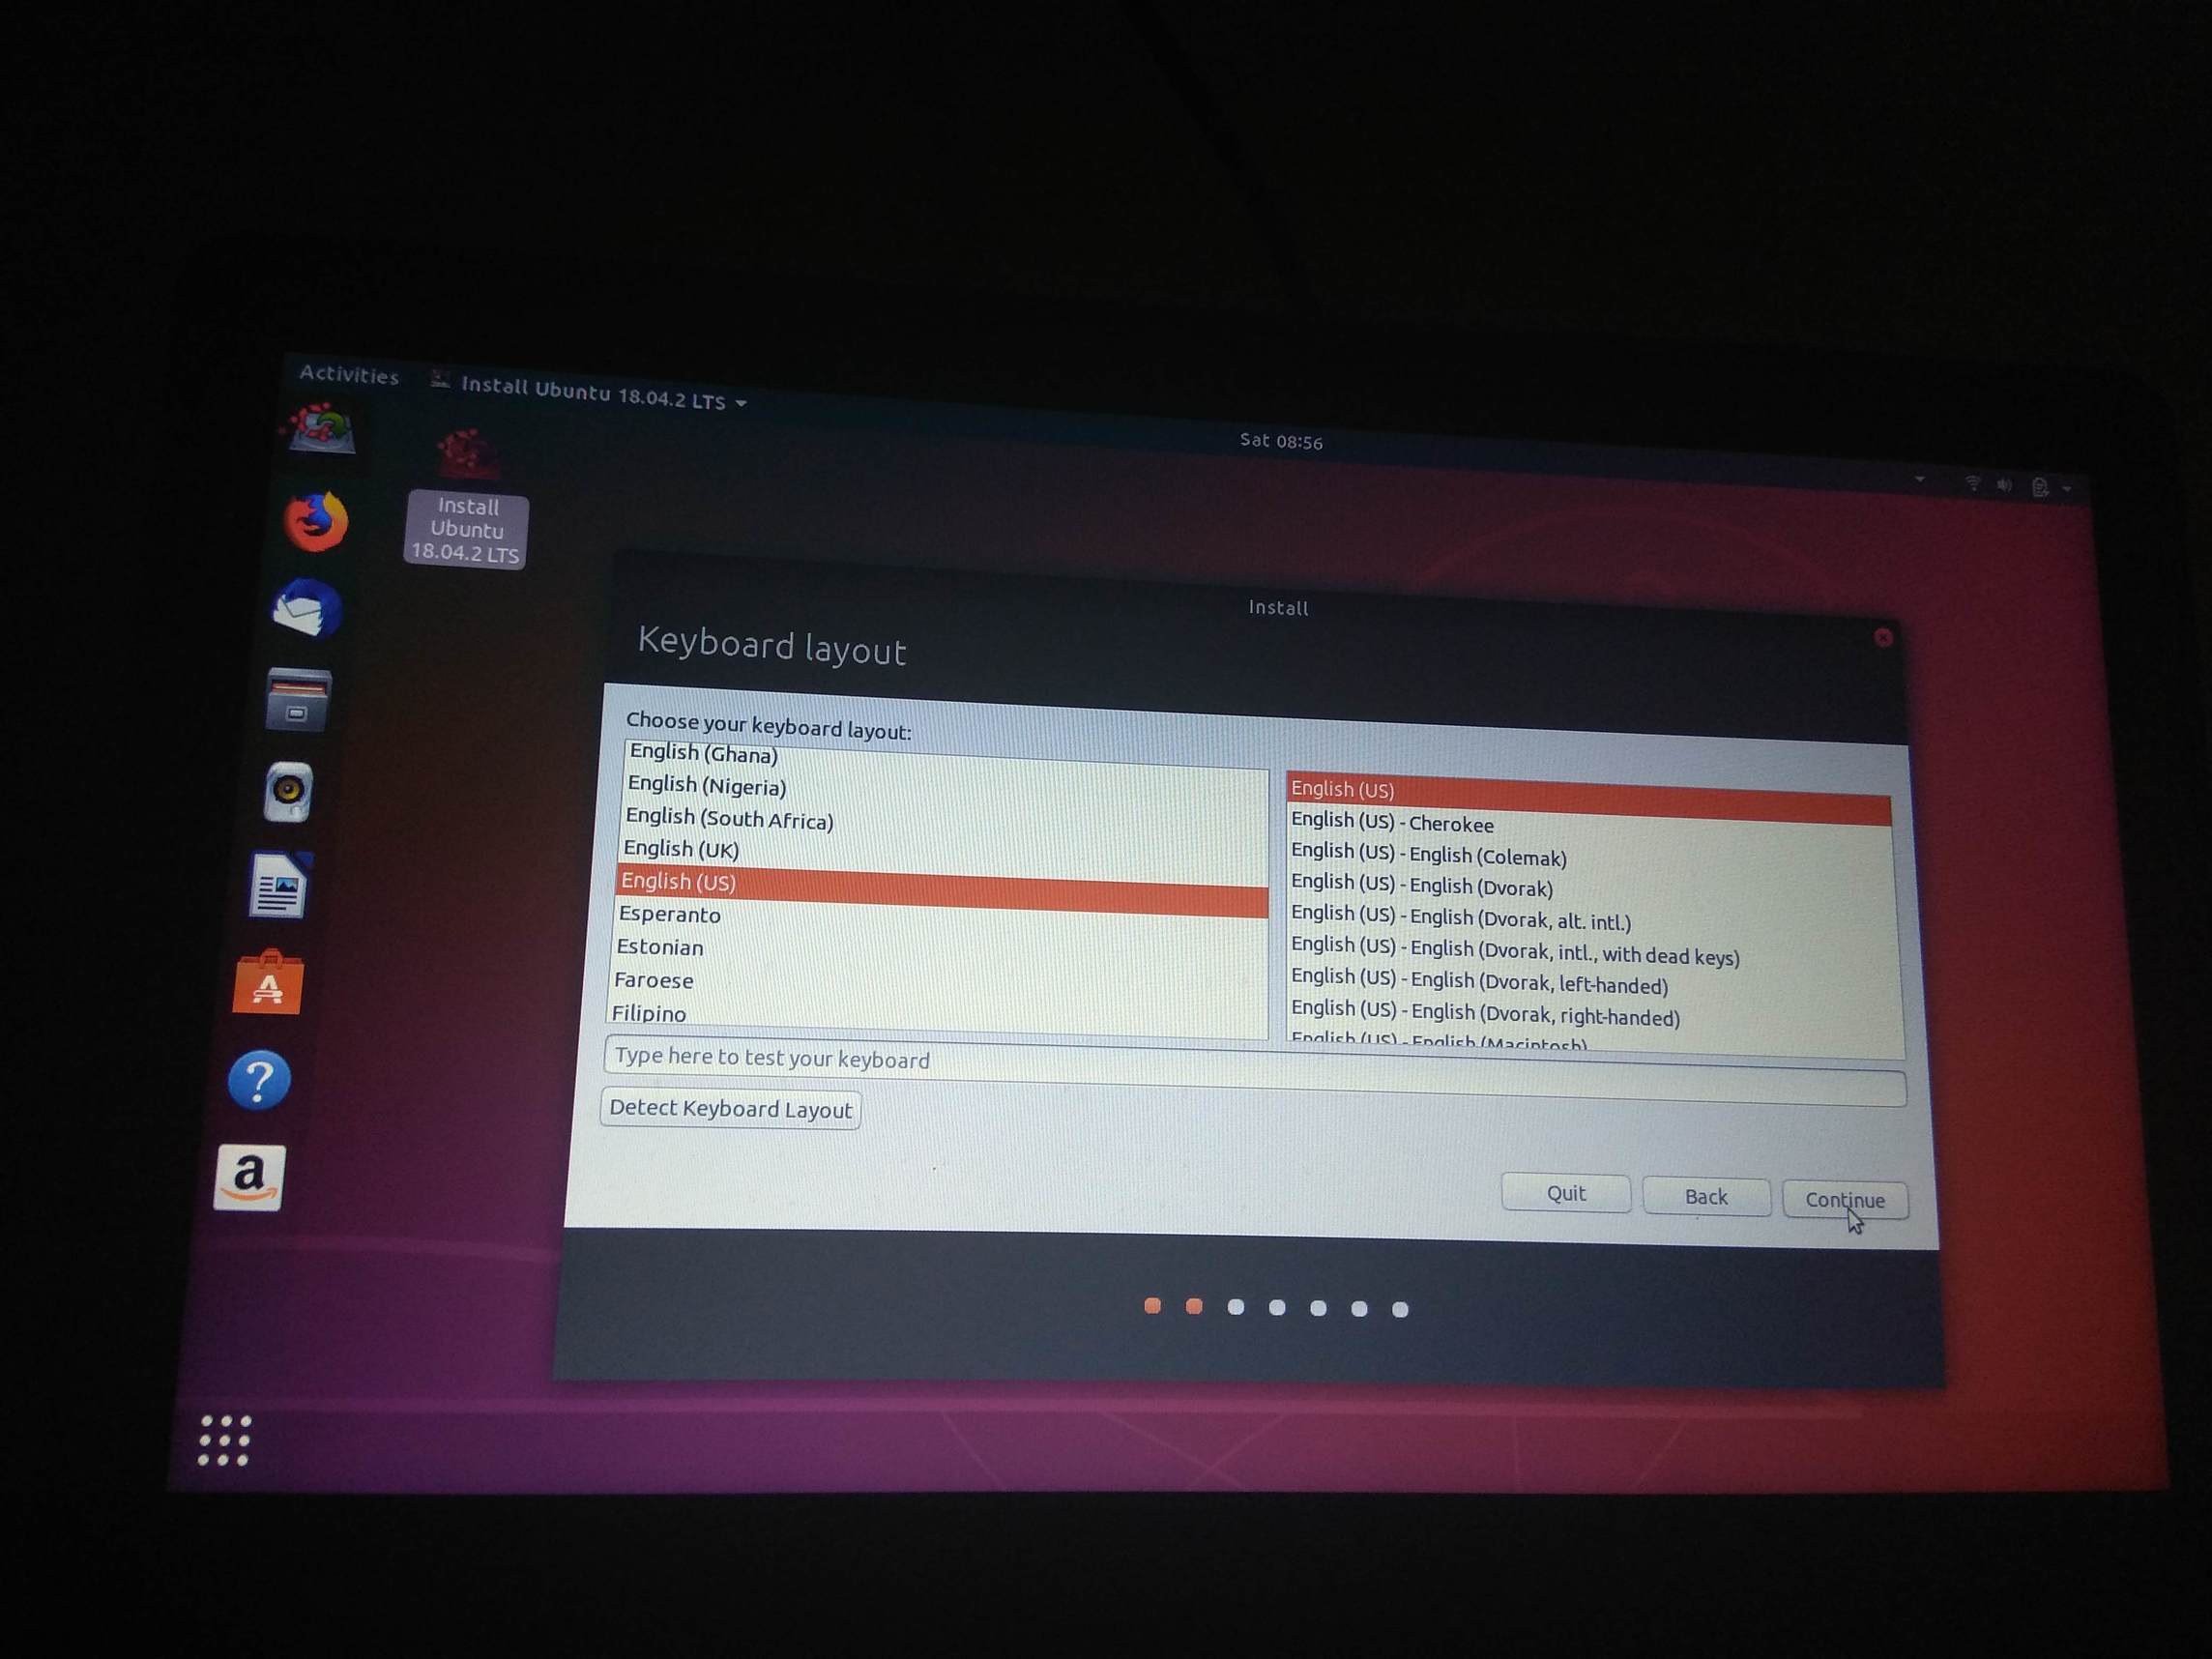 Activities
Install Ubuntu 18.04.2 LTS
Sat 08:56
Install
Ubuntu
18.04.2 LTS
Install
Keyboard layout
Choose your keyboard layout:
English (Ghana)
English (Nigeria)
English (South Africa)
English (UK)
English (US)
Esperanto
Estonian
Faroese
Filipino
English (US)
English (US) - Cherokee
English (US) - English (Colemak)
English (US) - English (Dvorak)
English (US) - English (Dvorak, alt. intl.)
English (US) - English (Dvorak, intl., with dead keys)
English (US) - English (Dvorak, left-handed)
English (US) - English (Dvorak, right-handed)
English (US) - English (Macintosh)
Type here to test your keyboard
Detect Keyboard Layout
Quit
Back
Continue
A
?
a